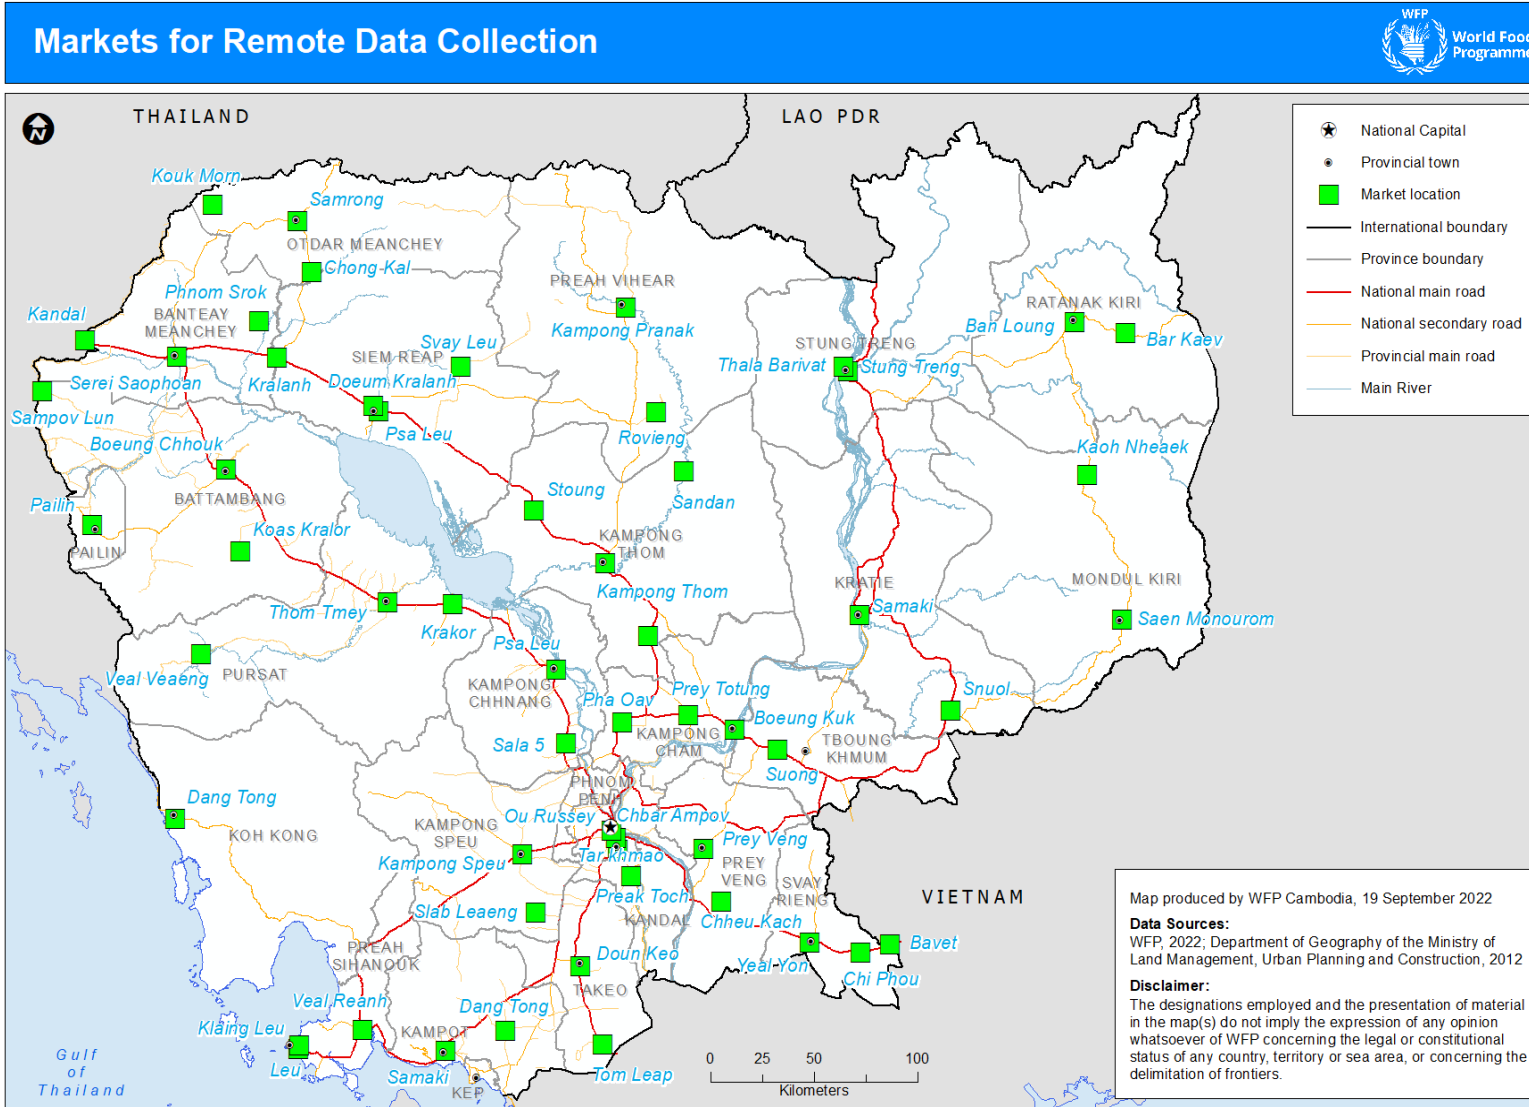 Markets for Remote Data Collection
WFP
World Food
Programme
THAILAND
LAO PDR
N
National Capital
Provincial town
Market location
International boundary
Province boundary
National main road
National secondary road
Provincial main road
Main River
Kouk Morn
Samrong
OTDAR MEANCHEY
Chong Kal
PREAH VIHEAR
Phnom Srok
BANTEAY
MEANCHEY
Kandal
Kampong Pranak
RATANAK KIRI
Ban Loung
Bar Kaev
Svay Leu
SIEM REAP
STUNG TRENG
Thala Barivat
Stung Treng
Serei Saophoan
Kralanh
Doeum Kralanh
Sampov Lun
Psa Leu
Rovieng
Boeung Chhouk
Kaoh Nheaek
BATTAMBANG
Stoung
Sandan
Pailin
Koas Kralor
PAILIN
KAMPONG
THOM
KRATIE
MONDUL KIRI
Kampong Thom
Thom Tmey
Krakor
Samaki
Saen Monourom
Psa Leu
Veal Veaeng
PURSAT
KAMPONG
CHHNANG
Pha Oav
Prey Totung
Snuol
Boeung Kuk
Sala 5
KAMPONG
CHAM
TBOUNG
KHMUM
Suong
PHNOM
PENH
Dang Tong
KOH KONG
KAMPONG
SPEU
Ou Russey
Chbar Ampov
Kampong Speu
Tar khmao
Prey Veng
PREY
VENG
SVAY
RIENG
Preak Toch
Slab Leaeng
KANDAL
Chheu Kach
VIETNAM
Bavet
PREAH
SIHANOUK
Doun Keo
Yeal Yon
Chi Phou
TAKEO
Veal Reanh
Dang Tong
Klaing Leu
KAMPOT
Leu
Samaki
KEP
Tom Leap
Gulf
of
Thailand
0 25 50 100
Kilometers
Map produced by WFP Cambodia, 19 September 2022
Data Sources:
WFP, 2022; Department of Geography of the Ministry of
Land Management, Urban Planning and Construction, 2012
Disclaimer:
The designations employed and the presentation of material
in the map(s) do not imply the expression of any opinion
whatsoever of WFP concerning the legal or constitutional
status of any country, territory or sea area, or concerning the
delimitation of frontiers.